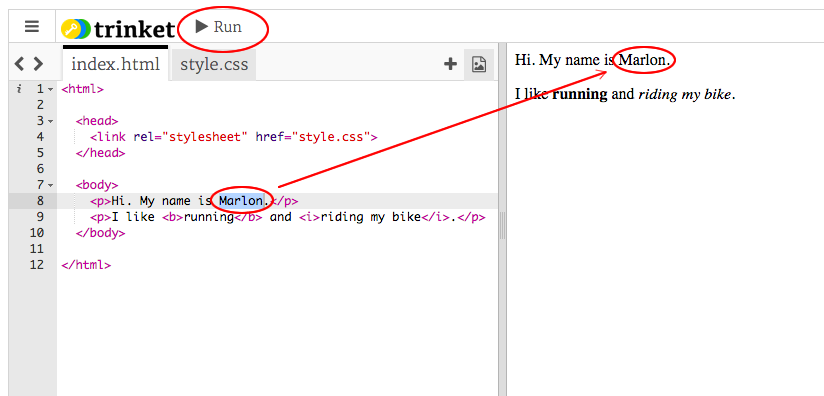 trinket Run
index.html style.css
i 1 <html>
2
3 <head>
4 <link rel="stylesheet" href="style.css">
5 </head>
6
7 <body>
8 <p>Hi. My name is Marlon.</p>
9 <p>I like <b>running</b> and <i>riding my bike</i>.</p>
10 </body>
11
12 </html>
Hi. My name is Marlon.
I like running and riding my bike.